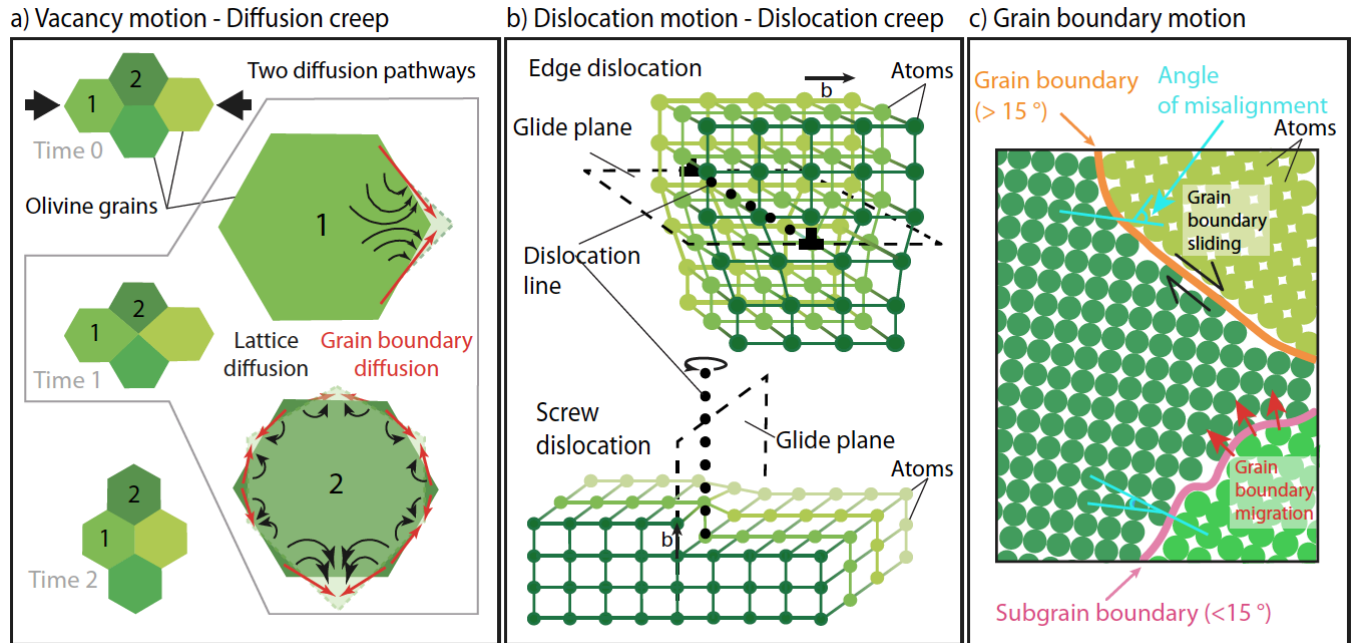 a) Vacancy motion - Diffusion creep
2
1
Time 0
Olivine grains
Two diffusion pathways
1
2
1
Time 1
Lattice
diffusion
Grain boundary
diffusion
2
2
1
Time 2
b) Dislocation motion - Dislocation creep
Edge dislocation
b
Atoms
Glide plane
Dislocation
line
Screw
dislocation
Glide plane
Atoms
b
c) Grain boundary motion
Grain boundary
(> 15 °)
Angle
of misalignment
Atoms
Grain
boundary
sliding
Grain
boundary
migration
Subgrain boundary (<15 °)